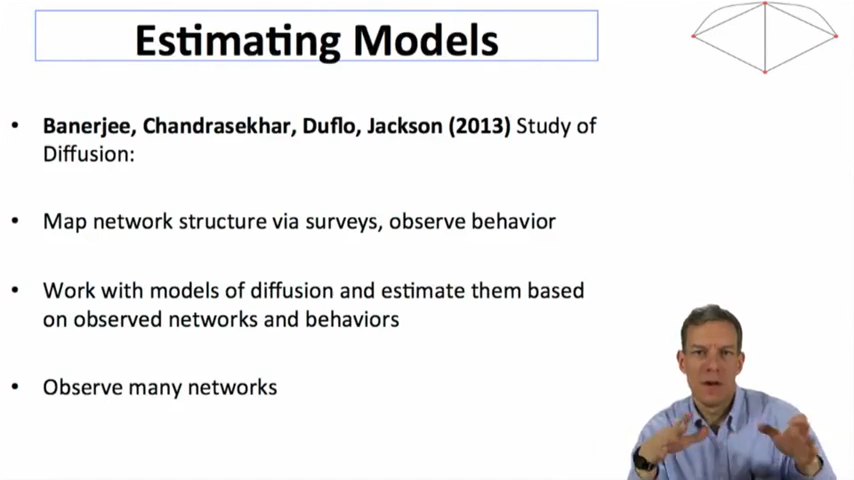 Estimating Models
• Banerjee, Chandrasekhar, Duflo, Jackson (2013) Study of
Diffusion:
• Map network structure via surveys, observe behavior
• Work with models of diffusion and estimate them based
on observed networks and behaviors
• Observe many networks